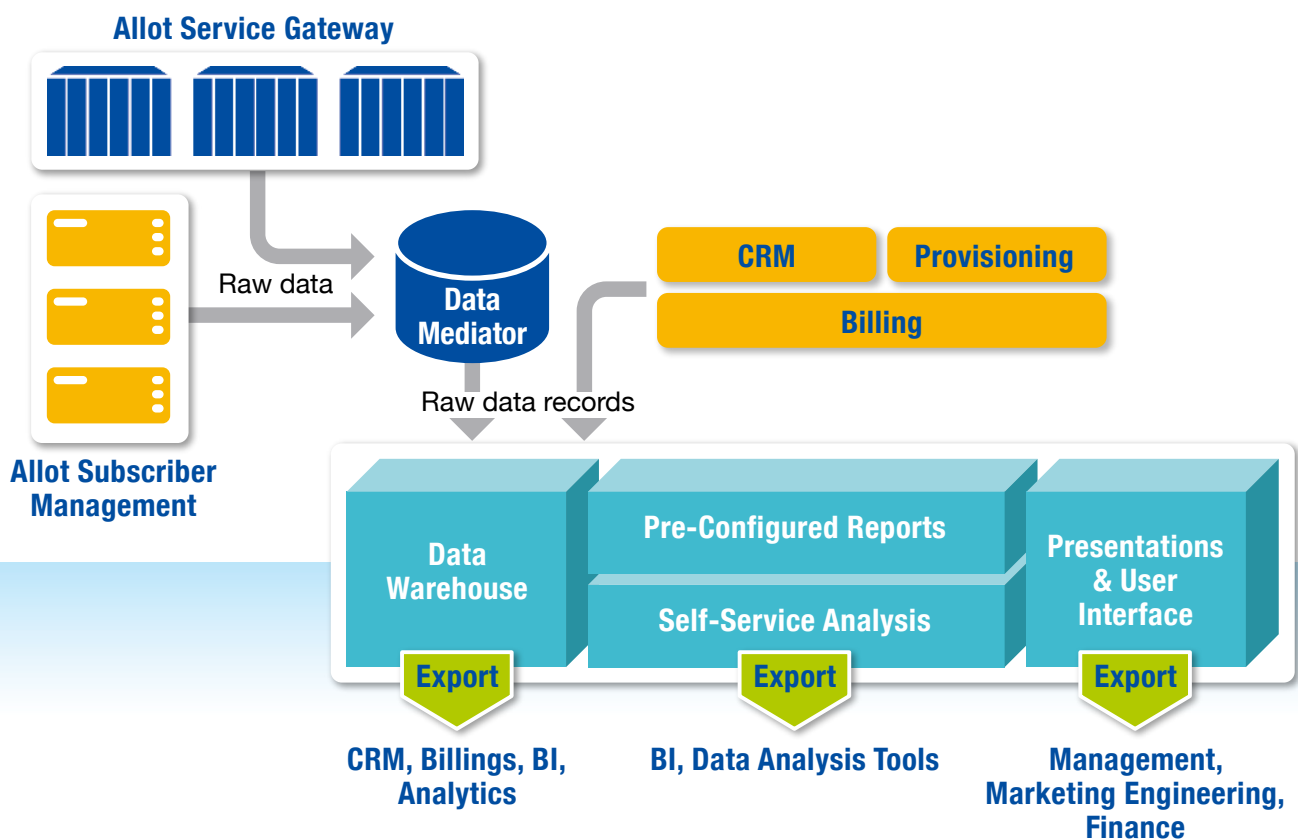 Allot Service Gateway
Raw data
Data
Mediator
CRM
Provisioning
Billing
Raw data records
Allot Subscriber
Management
Data
Warehouse
Pre-Configured Reports
Self-Service Analysis
Presentations
& User
Interface
Export
Export
Export
CRM, Billings, BI,
Analytics
BI, Data Analysis Tools
Management,
Marketing Engineering,
Finance